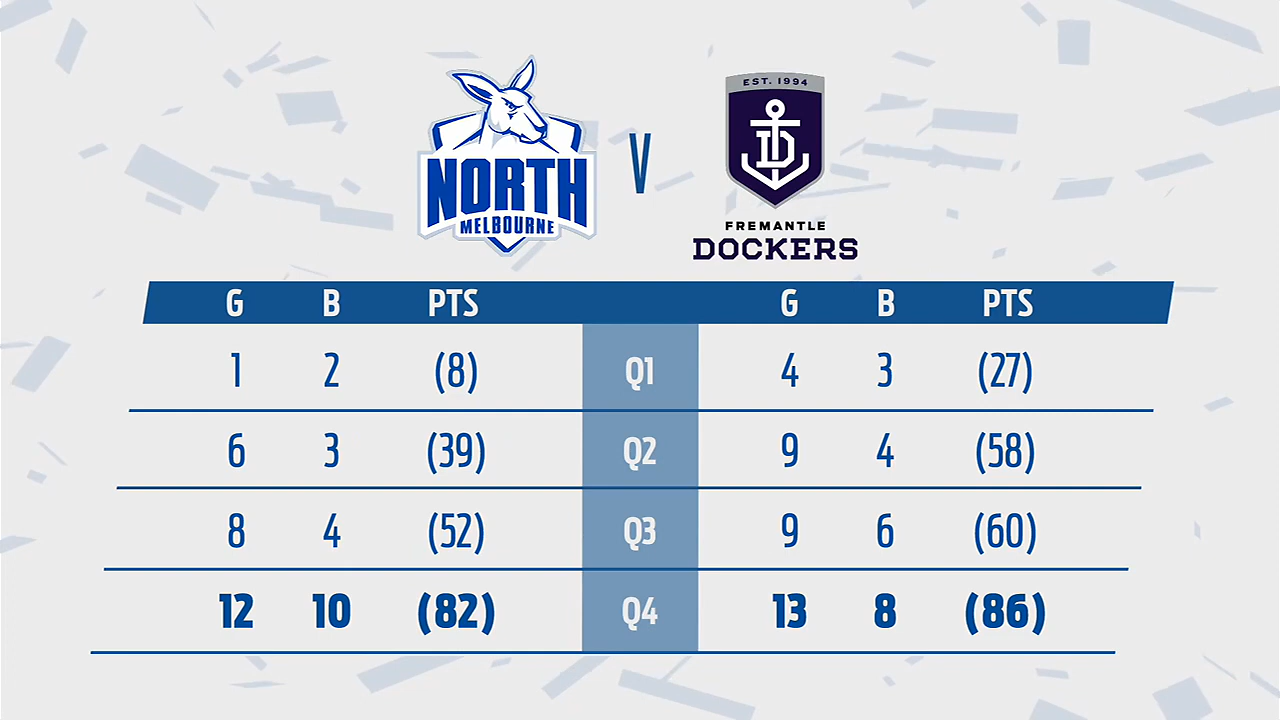 EST. 1994
D
NORTH
MELBOURNE
V
FREMANTLE
DOCKERS
G B PTS G B PTS
1 2 (8) Q1 4 3 (27)
6 3 (39) Q2 9 4 (58)
8 4 (52) Q3 9 6 (60)
12 10 (82) Q4 13 8 (86)